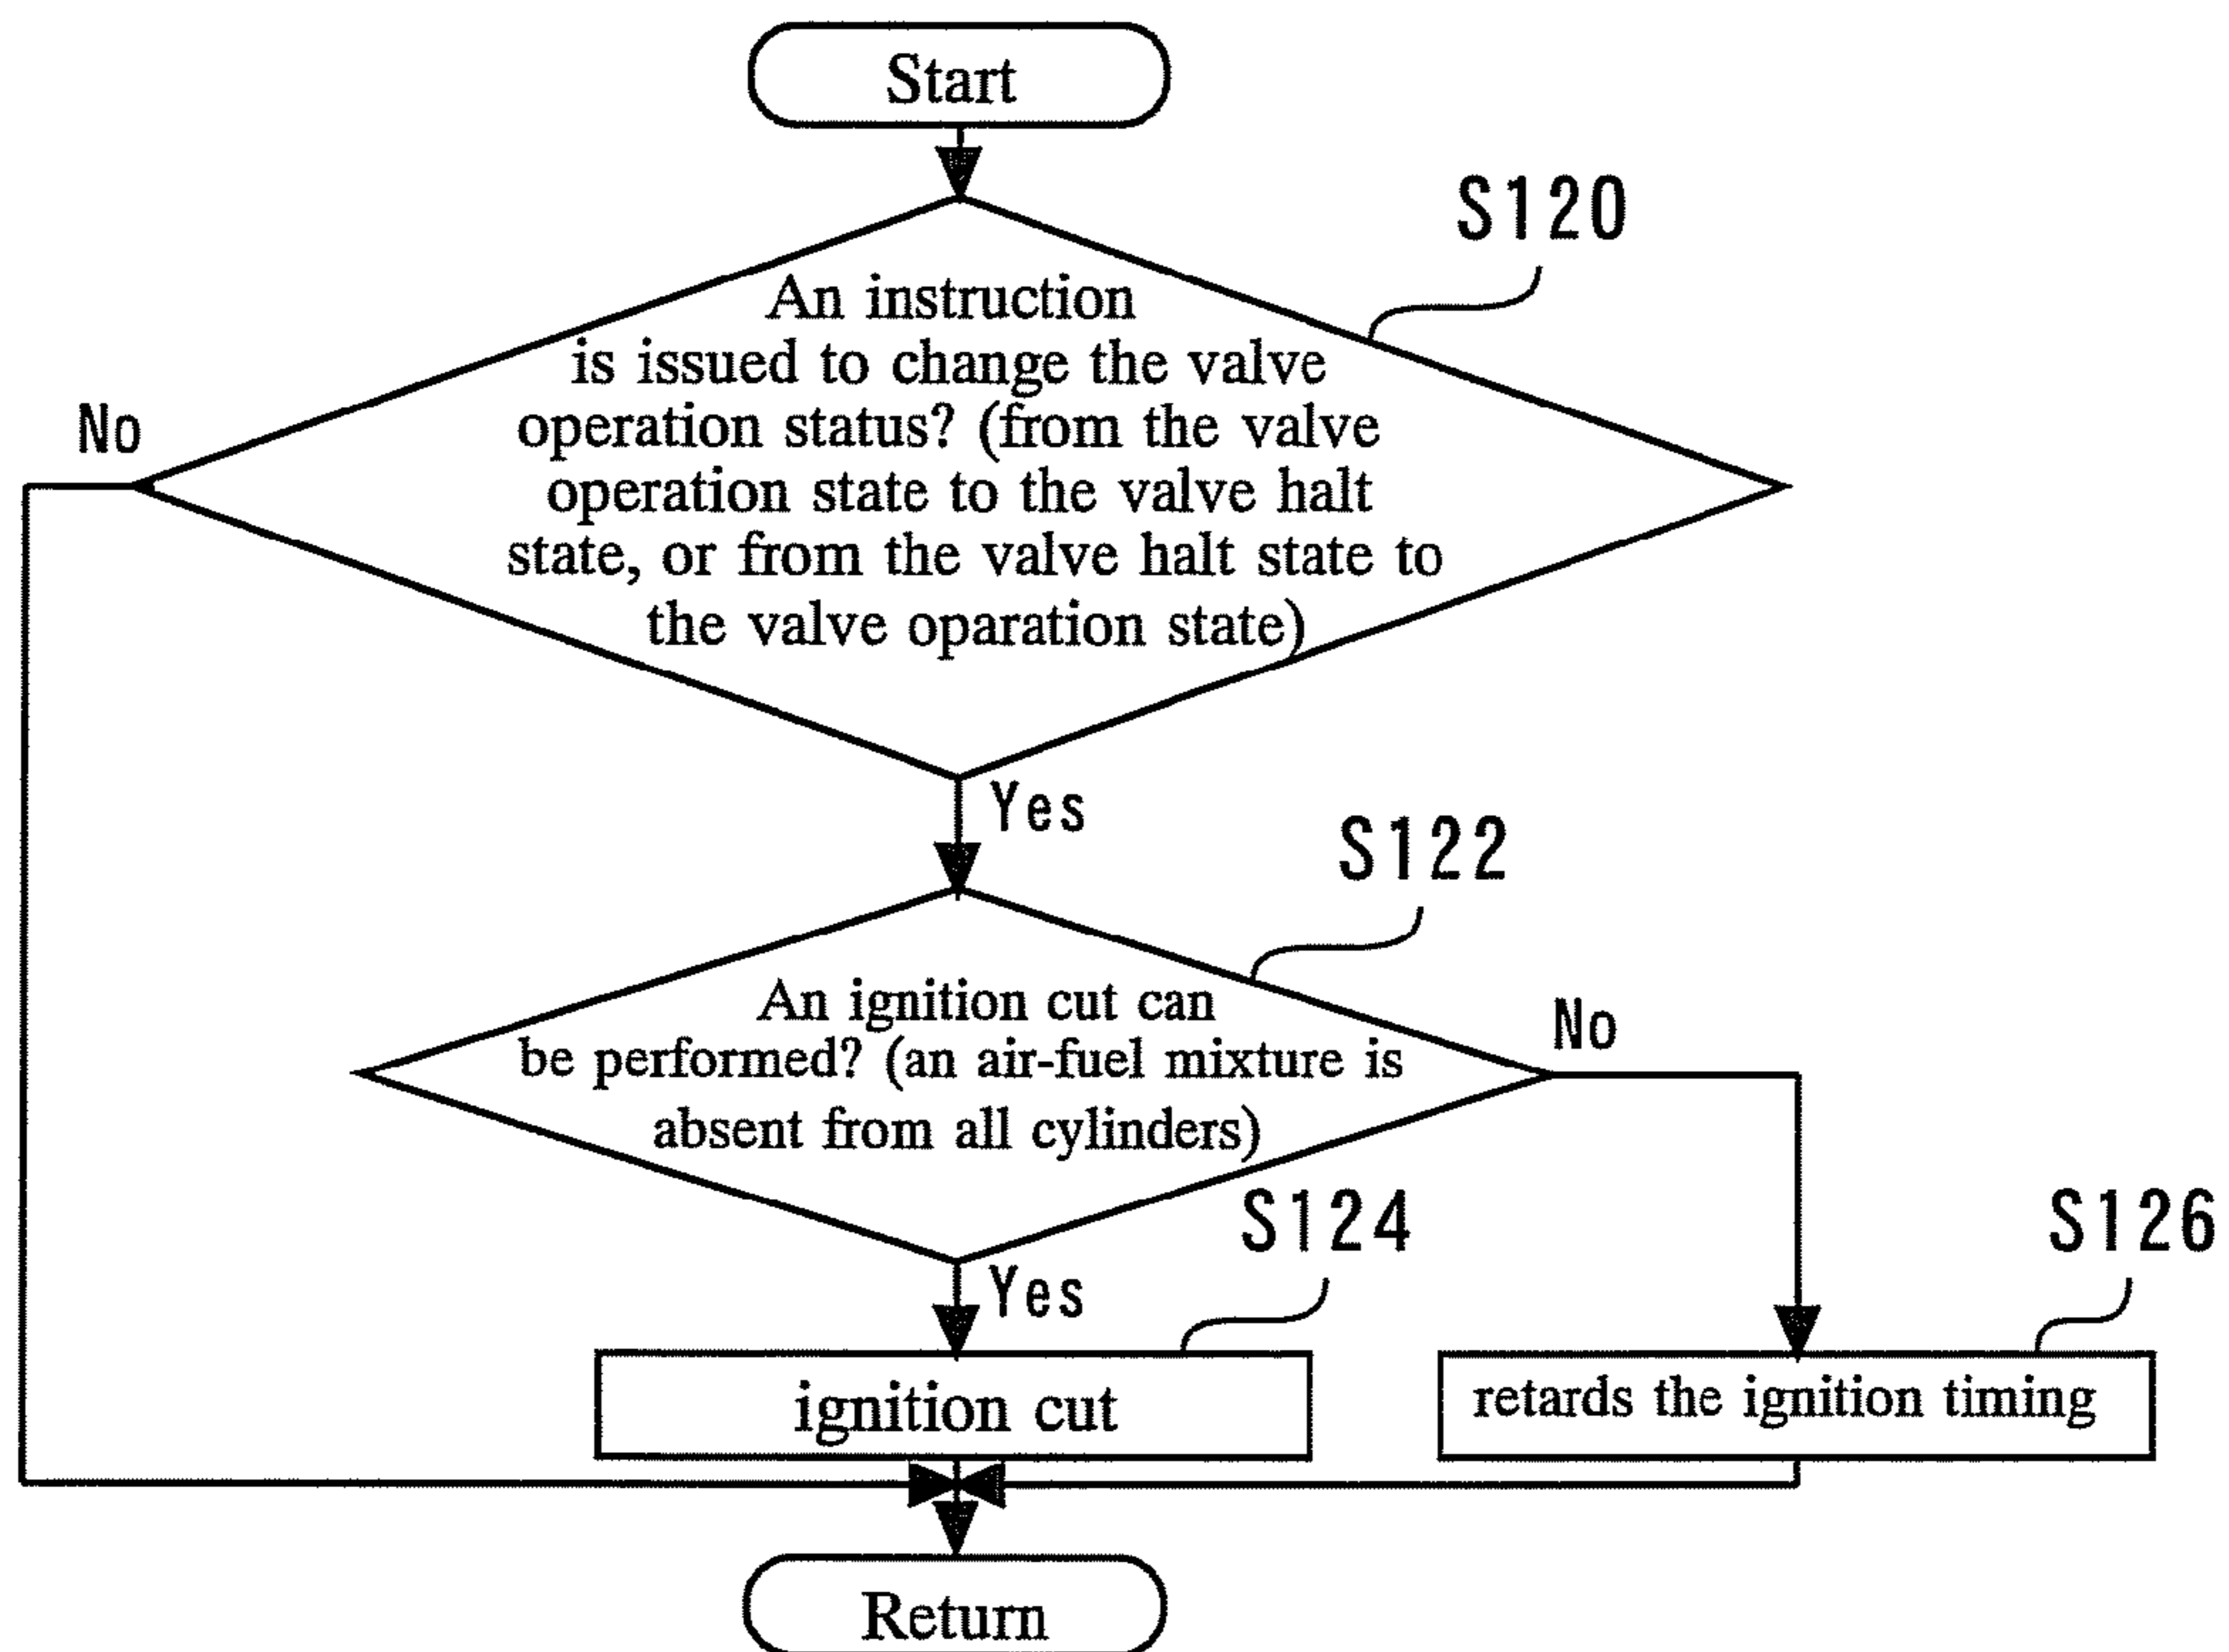 Start
S120
An instruction
is issued to change the valve
operation status? (from the valve
operation state to the valve halt
state, or from the valve halt state to
the valve oparation state)
No
Yes
S122
An ignition cut can
be performed? (an air-fuel mixture is
absent from all cylinders)
No
Yes
S124
S126
ignition cut
retards the ignition timing
Return